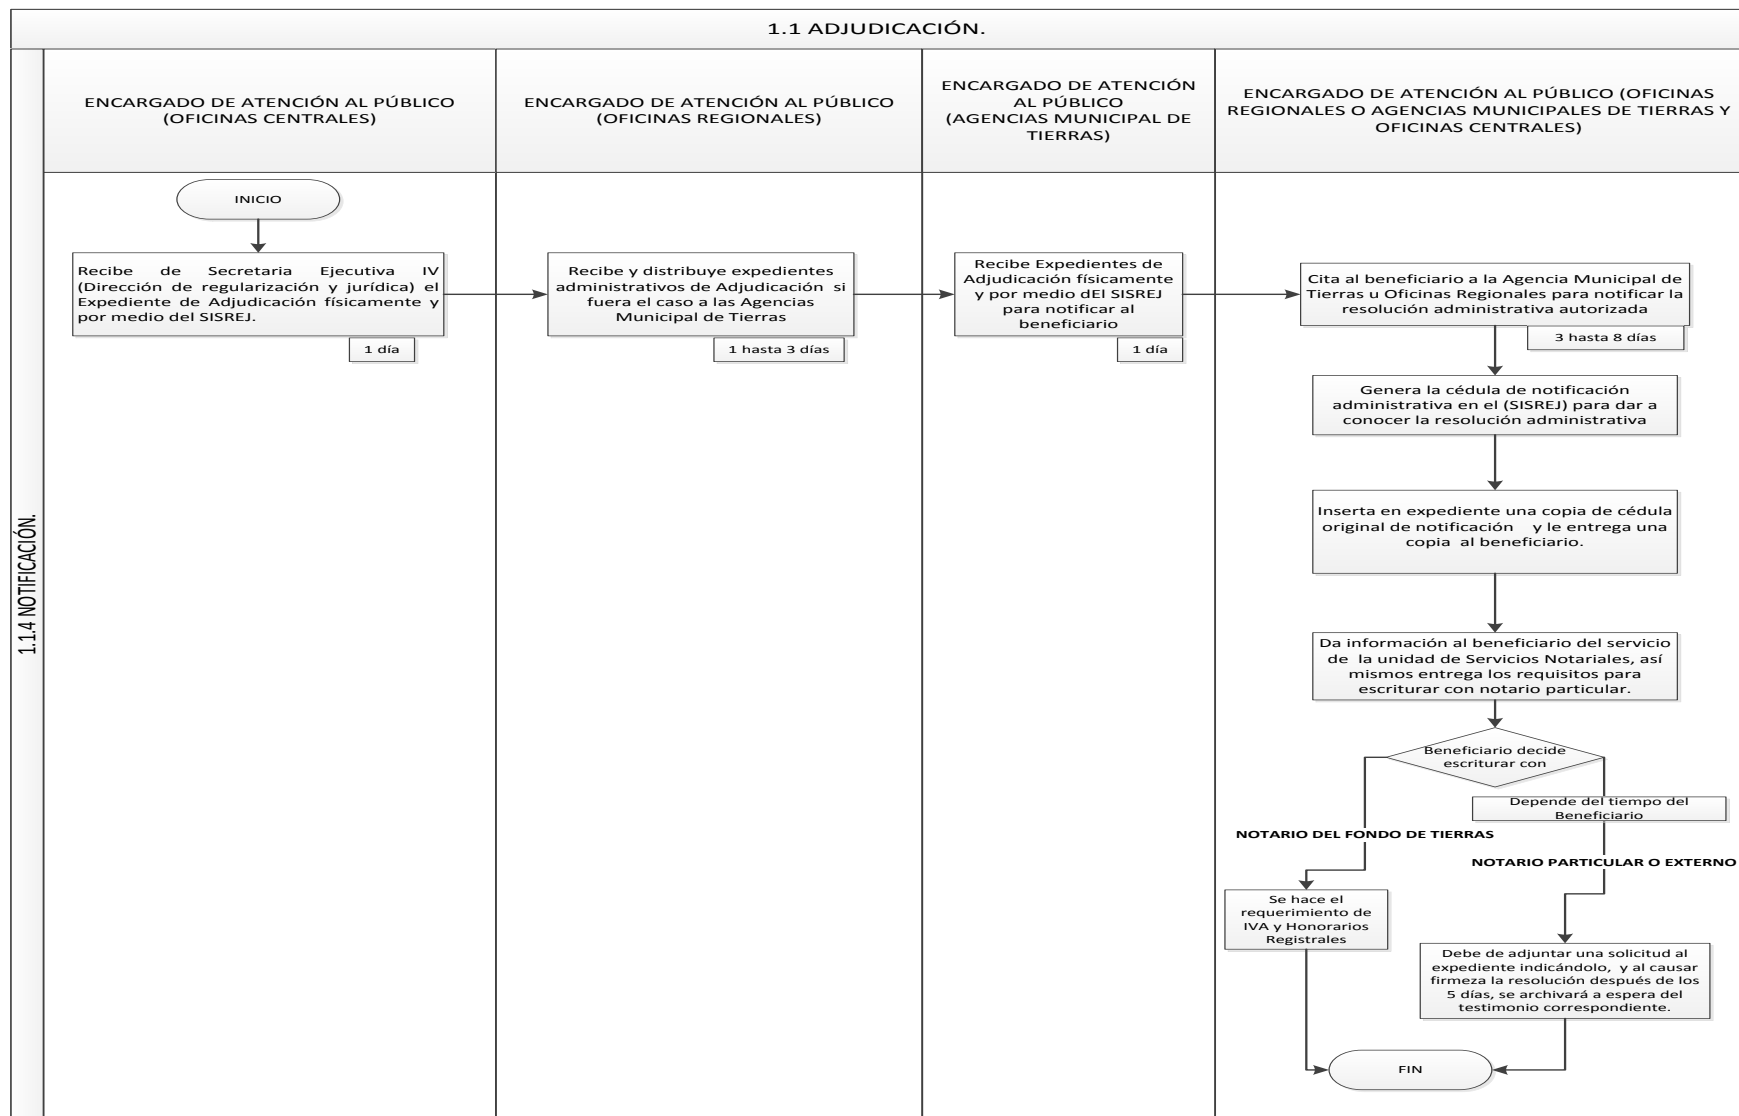 1.1 ADJUDICACIÓN.
1.1.4 NOTIFICACIÓN.
ENCARGADO DE ATENCIÓN AL PÚBLICO
(OFICINAS CENTRALES)
ENCARGADO DE ATENCIÓN AL PÚBLICO
(OFICINAS REGIONALES)
ENCARGADO DE ATENCIÓN
AL PÚBLICO
(AGENCIAS MUNICIPAL DE
TIERRAS)
ENCARGADO DE ATENCIÓN AL PÚBLICO (OFICINAS
REGIONALES O AGENCIAS MUNICIPALES DE TIERRAS Y
OFICINAS CENTRALES)
INICIO
Recibe de Secretaria Ejecutiva IV
(Dirección de regularización y jurídica) el
Expediente de Adjudicación físicamente y
por medio del SISREJ.
1 día
Recibe y distribuye expedientes
administrativos de Adjudicación si
fuera el caso a las Agencias
Municipal de Tierras
1 hasta 3 días
Recibe Expedientes de
Adjudicación físicamente
y por medio dEl SISREJ
para notificar al
beneficiario
1 día
Cita al beneficiario a la Agencia Municipal de
Tierras u Oficinas Regionales para notificar la
resolución administrativa autorizada
3 hasta 8 días
Genera la cédula de notificación
administrativa en el (SISREJ) para dar a
conocer la resolución administrativa
Inserta en expediente una copia de cédula
original de notificación y le entrega una
copia al beneficiario.
Da información al beneficiario del servicio
de la unidad de Servicios Notariales, así
mismos entrega los requisitos para
escriturar con notario particular.
Beneficiario decide
escriturar con
Depende del tiempo del
Beneficiario
NOTARIO DEL FONDO DE TIERRAS
NOTARIO PARTICULAR O EXTERNO
Se hace el
requerimiento de
IVA y Honorarios
Registrales
Debe de adjuntar una solicitud al
expediente indicándolo, y al causar
firmeza la resolución después de los
5 días, se archivará a espera del
testimonio correspondiente.
FIN